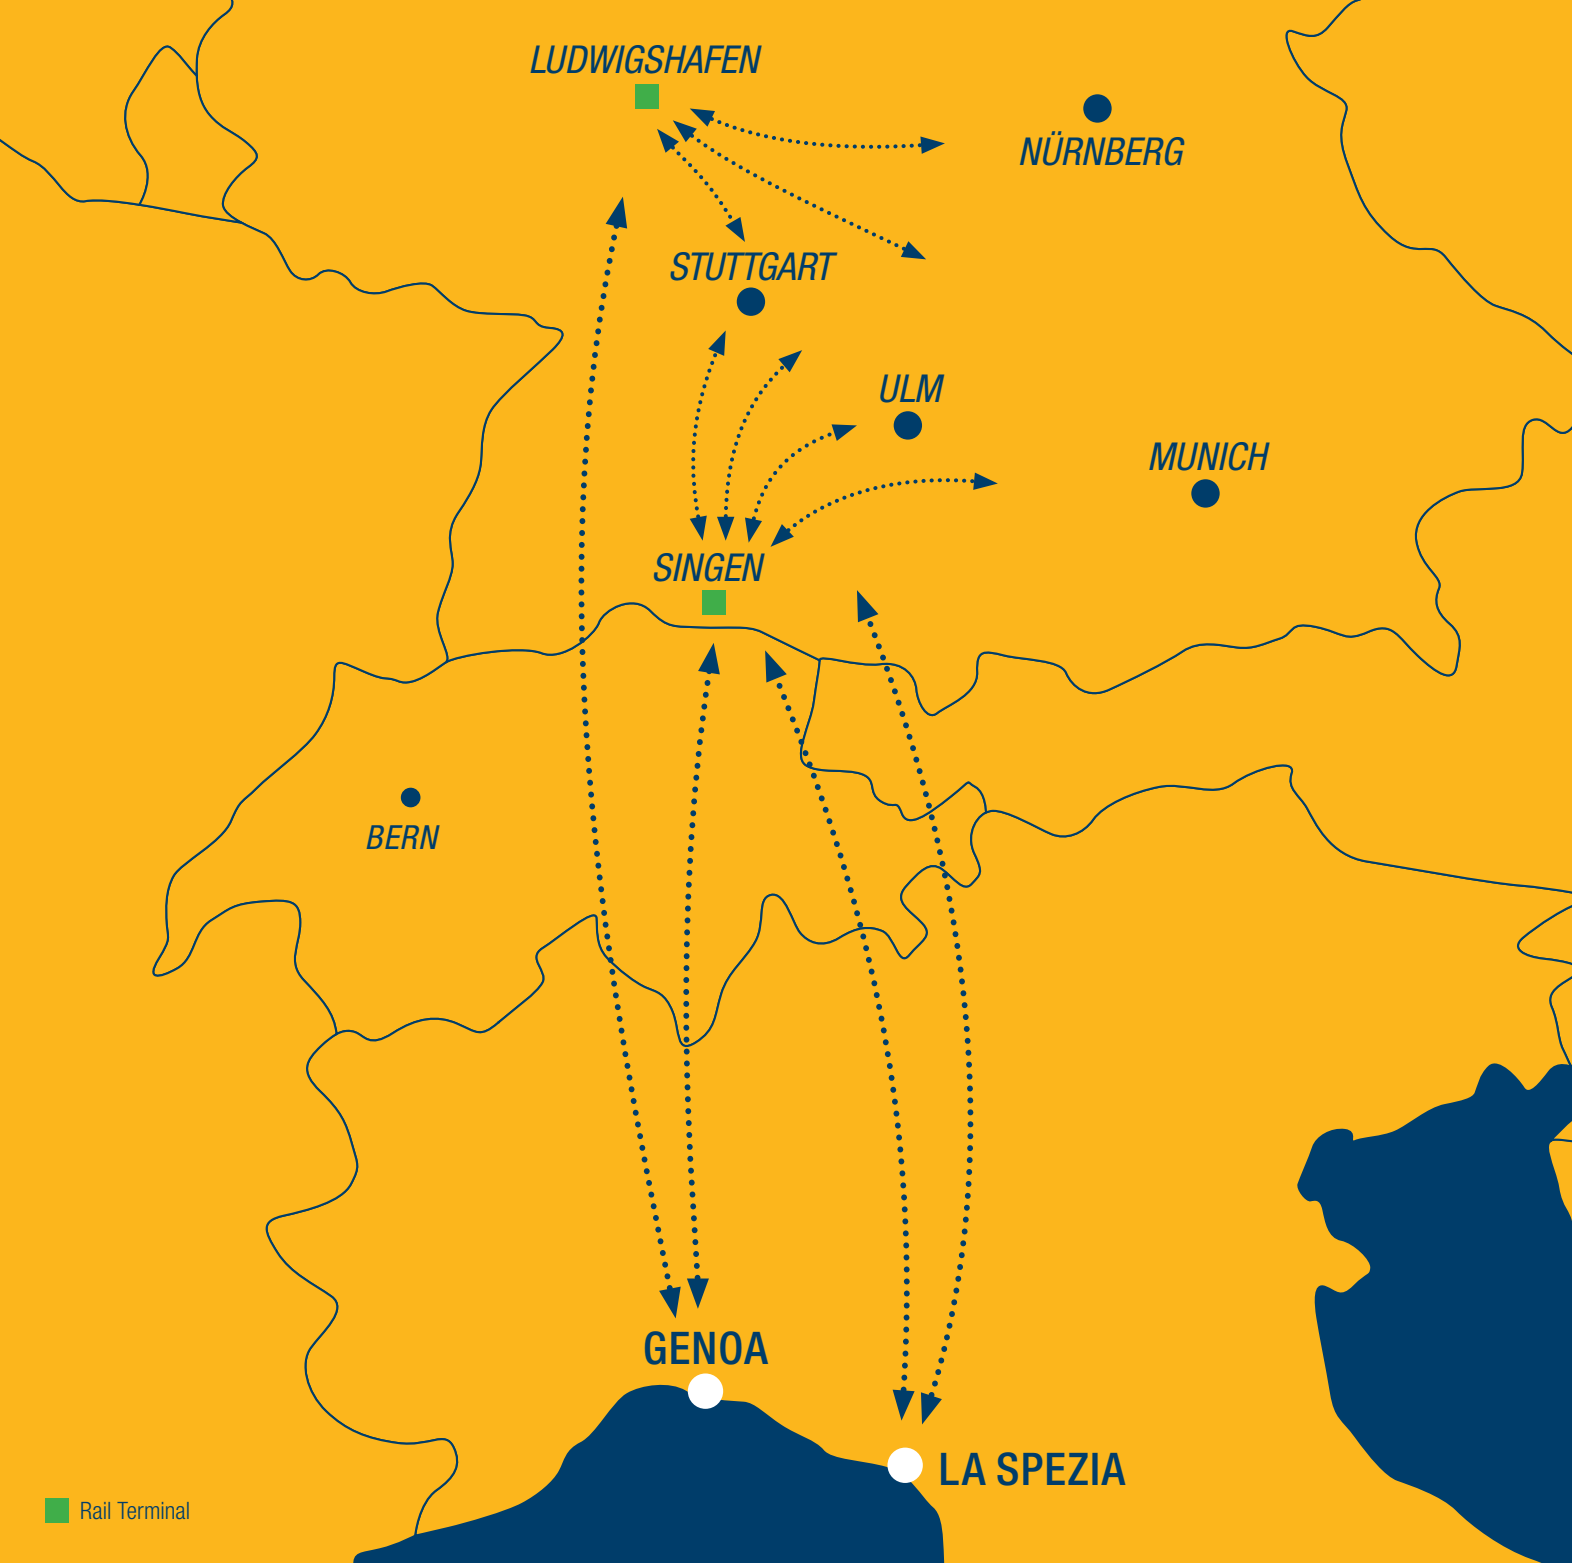 LUDWIGSHAFEN
NÜRNBERG
STUTTGART
ULM
MUNICH
SINGEN
BERN
GENOA
LA SPEZIA
Rail Terminal